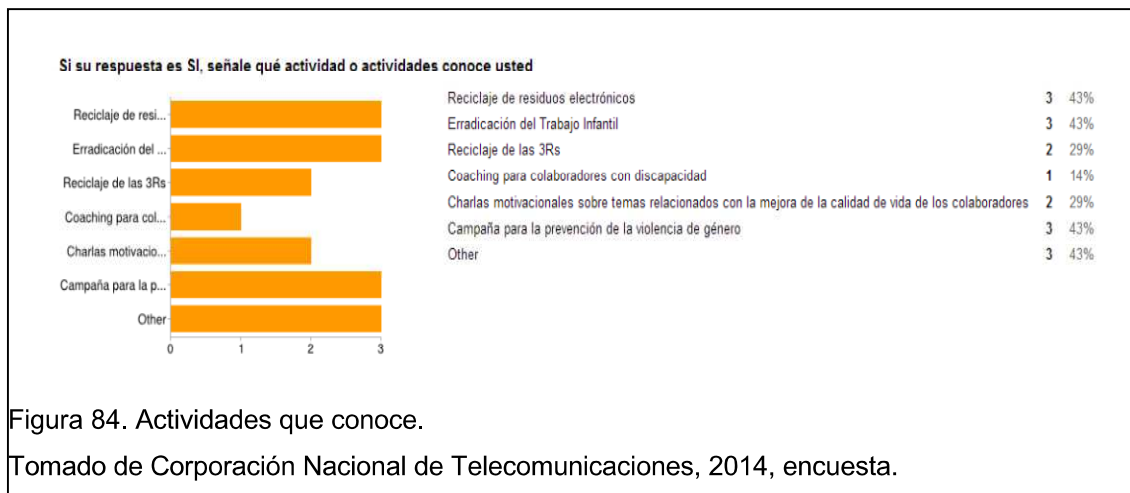 Si su respuesta es SI, señale qué actividad o actividades conoce usted
Reciclaje de resi...
Erradicación del ...
Reciclaje de las 3Rs
Coaching para col...
Charlas motivacio...
Campaña para la p...
Other
0 1 2 3
Reciclaje de residuos electrónicos 3 43%
Erradicación del Trabajo Infantil 3 43%
Reciclaje de las 3Rs 2 29%
Coaching para colaboradores con discapacidad 1 14%
Charlas motivacionales sobre temas relacionados con la mejora de la calidad de vida de los colaboradores 2 29%
Campaña para la prevención de la violencia de género 3 43%
Other 3 43%
Figura 84. Actividades que conoce.
Tomado de Corporación Nacional de Telecomunicaciones, 2014, encuesta.